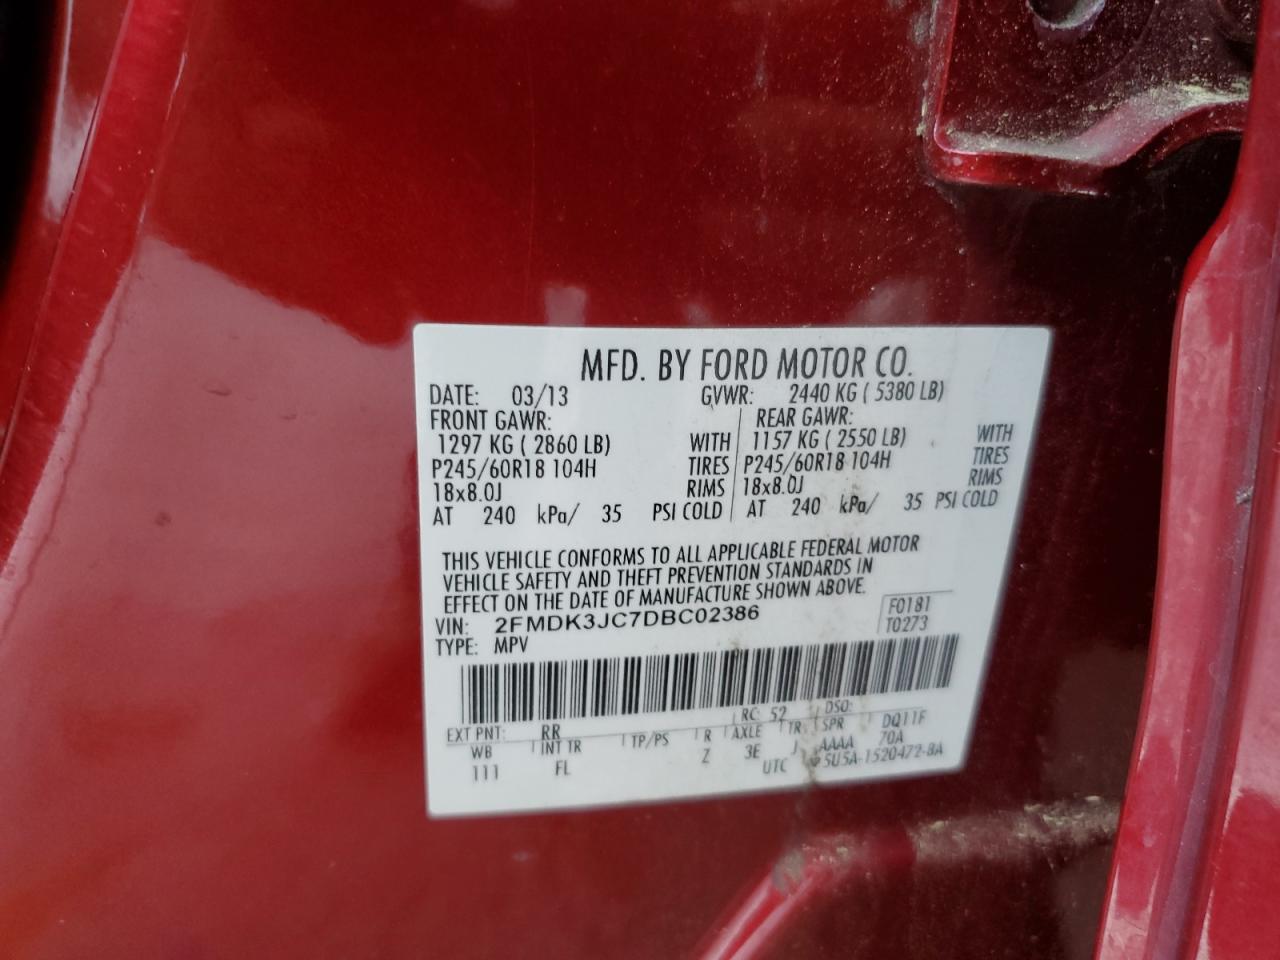 MFD. BY FORD MOTOR CO.
DATE: 03/13 GVWR: 2440 KG ( 5380 LB)
FRONT GAWR: REAR GAWR:
1297 KG ( 2860 LB) WITH 1157 KG ( 2550 LB) WITH
P245/60R18 104H TIRES P245/60R18 104H TIRES
18x8.0J RIMS 18x8.0J RIMS
AT 240 kPa/ 35 PSI COLD AT 240 kPa/ 35 PSI COLD
THIS VEHICLE CONFORMS TO ALL APPLICABLE FEDERAL MOTOR
VEHICLE SAFETY AND THEFT PREVENTION STANDARDS IN
EFFECT ON THE DATE OF MANUFACTURE SHOWN ABOVE.
VIN: 2FMDK3JC7DBC02386 F0181
TYPE: MPV T0273
EXT PNT: RR RC: 52 DSO:
WB INT TR TP/PS R AXLE TR SPR DQ11F
111 FL Z 3E J AAAA 70A
UTC 5U5A-1520472-BA